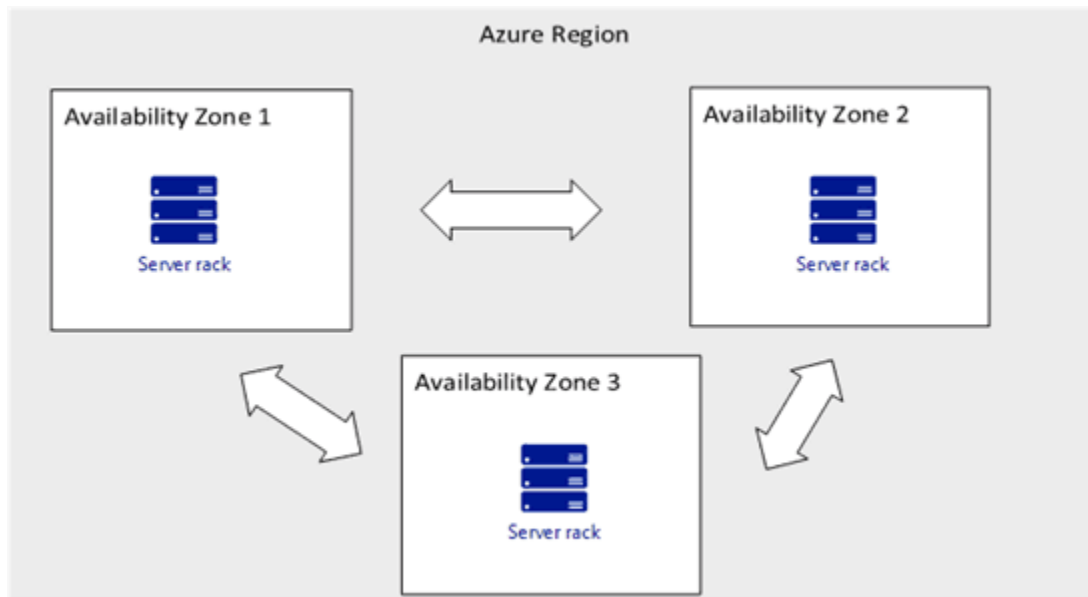 Azure Region
Availability Zone 1
Availability Zone 2
Server rack
Server rack
Availability Zone 3
Server rack